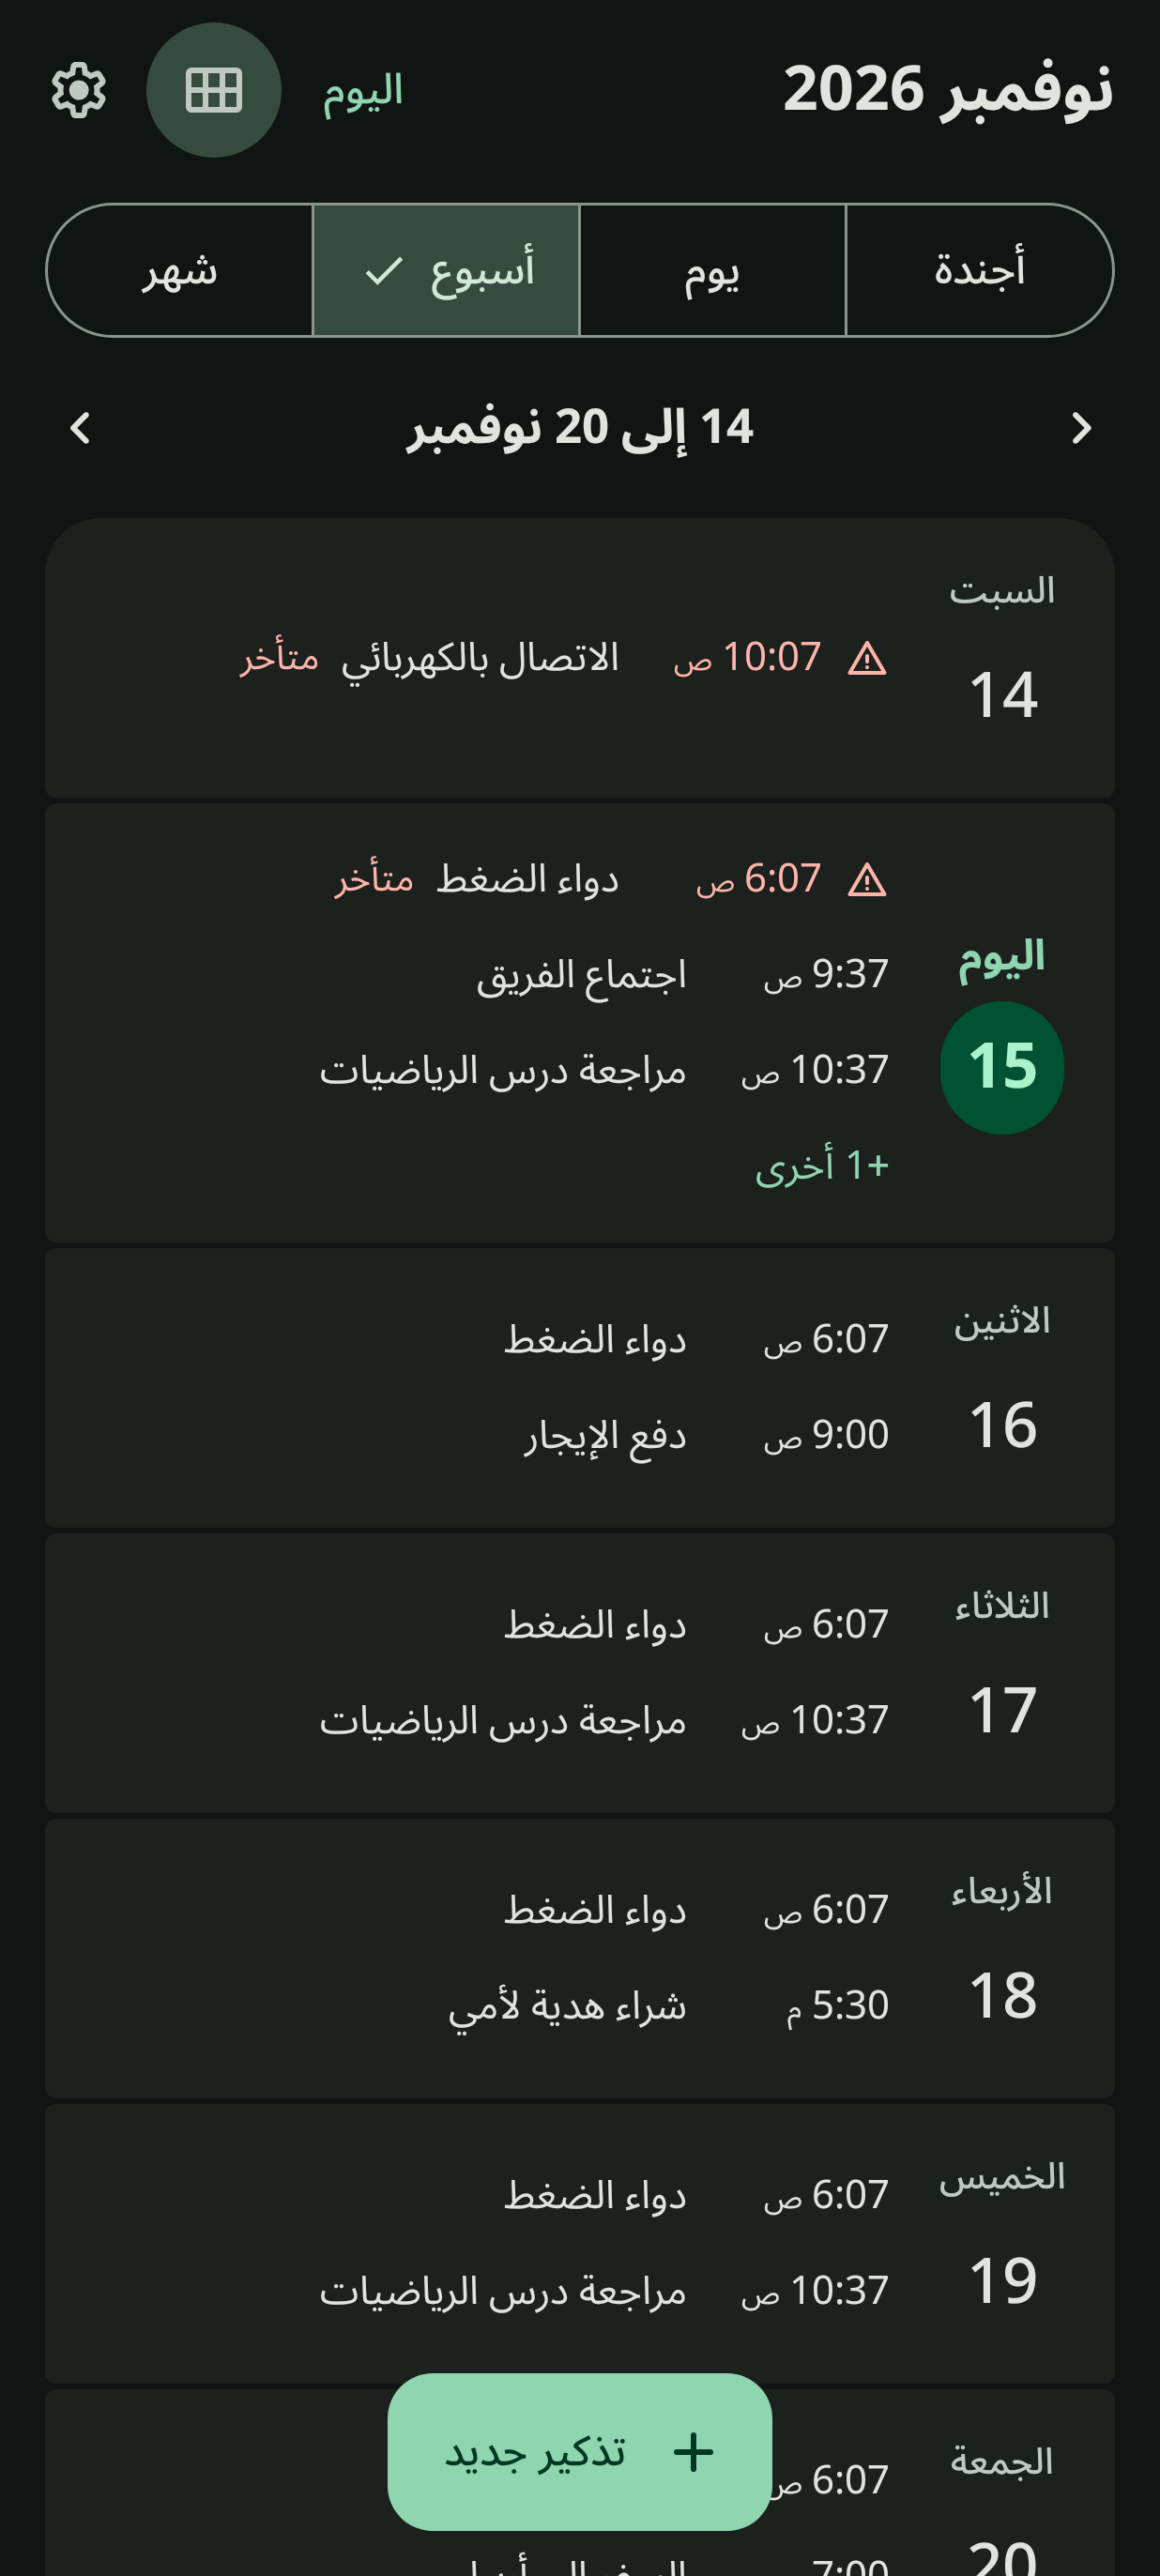 نوفمبر 2026
اليوم
أجندة
يوم
أسبوع
شهر
14 إلى 20 نوفمبر
السبت
14
10:07 ص الاتصال بالكهربائي متأخر
اليوم
15
6:07 ص دواء الضغط متأخر
9:37 ص اجتماع الفريق
10:37 ص مراجعة درس الرياضيات
+1 أخرى
الاثنين
16
6:07 ص دواء الضغط
9:00 ص دفع الإيجار
الثلاثاء
17
6:07 ص دواء الضغط
10:37 ص مراجعة درس الرياضيات
الأربعاء
18
6:07 ص دواء الضغط
5:30 م شراء هدية لأمي
الخميس
19
6:07 ص دواء الضغط
10:37 ص مراجعة درس الرياضيات
الجمعة
20
6:07 ص
7:00
تذكير جديد